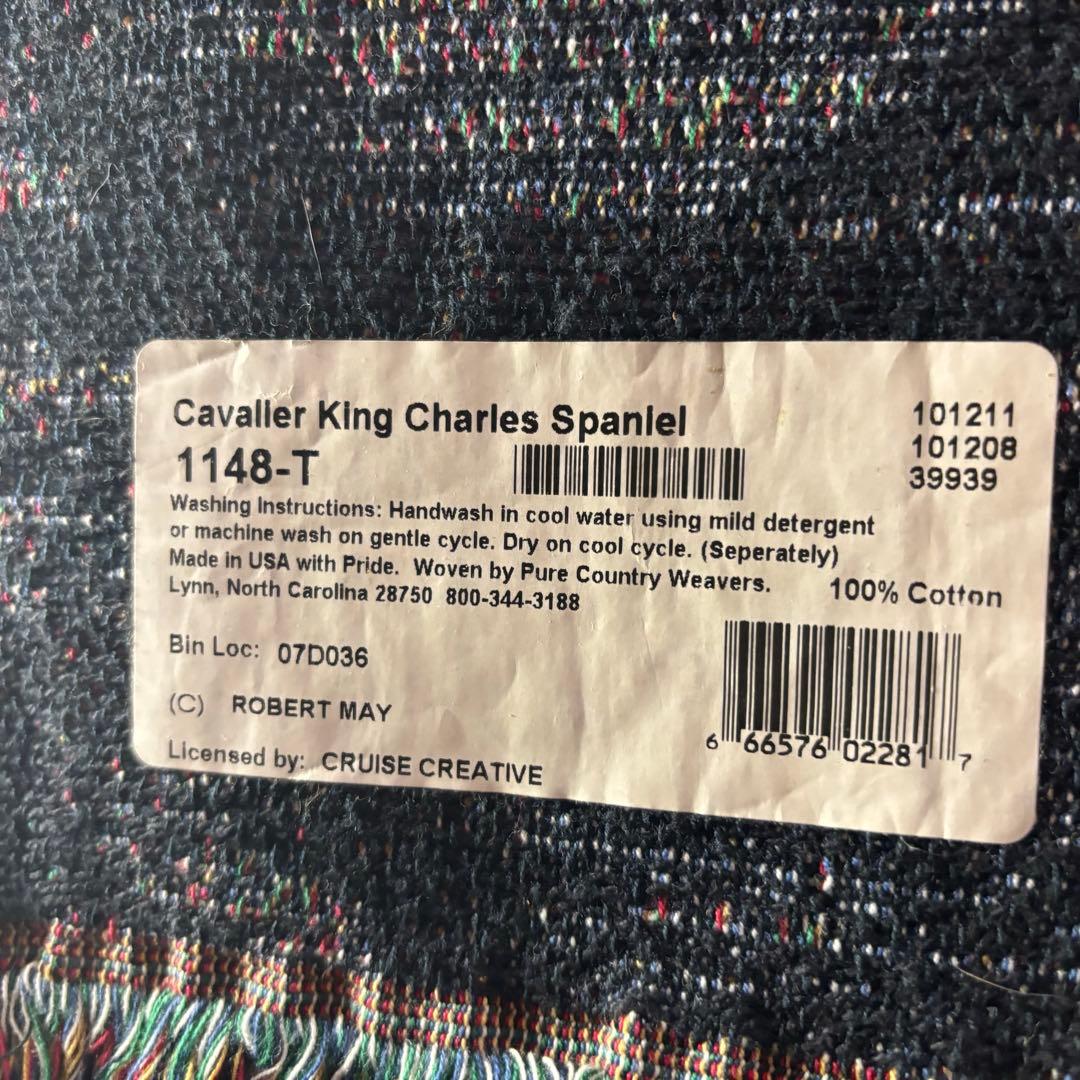 Cavalier King Charles Spaniel
1148-T
101211
101208
39939
Washing Instructions: Handwash in cool water using mild detergent
or machine wash on gentle cycle. Dry on cool cycle. (Seperately)
Made in USA with Pride. Woven by Pure Country Weavers.
Lynn, North Carolina 28750 800-344-3188
100% Cotton
Bin Loc: 07D036
(C) ROBERT MAY
Licensed by: CRUISE CREATIVE
6 66576 02281 7